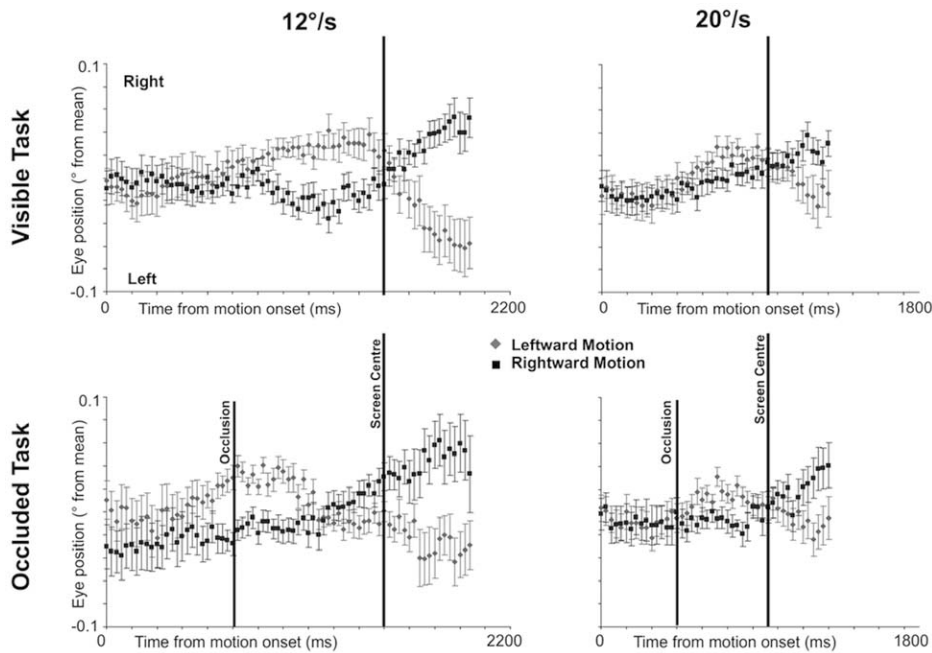 12°/s
20°/s
Visible Task
Eye position (° from mean)
0.1
Right
Left
-0.1
0
Time from motion onset (ms)
2200
0
Time from motion onset (ms)
1800
Leftward Motion
Rightward Motion
Occluded Task
Eye position (° from mean)
0.1
Occlusion
Screen Centre
-0.1
0
Time from motion onset (ms)
2200
Occlusion
Screen Centre
0
Time from motion onset (ms)
1800